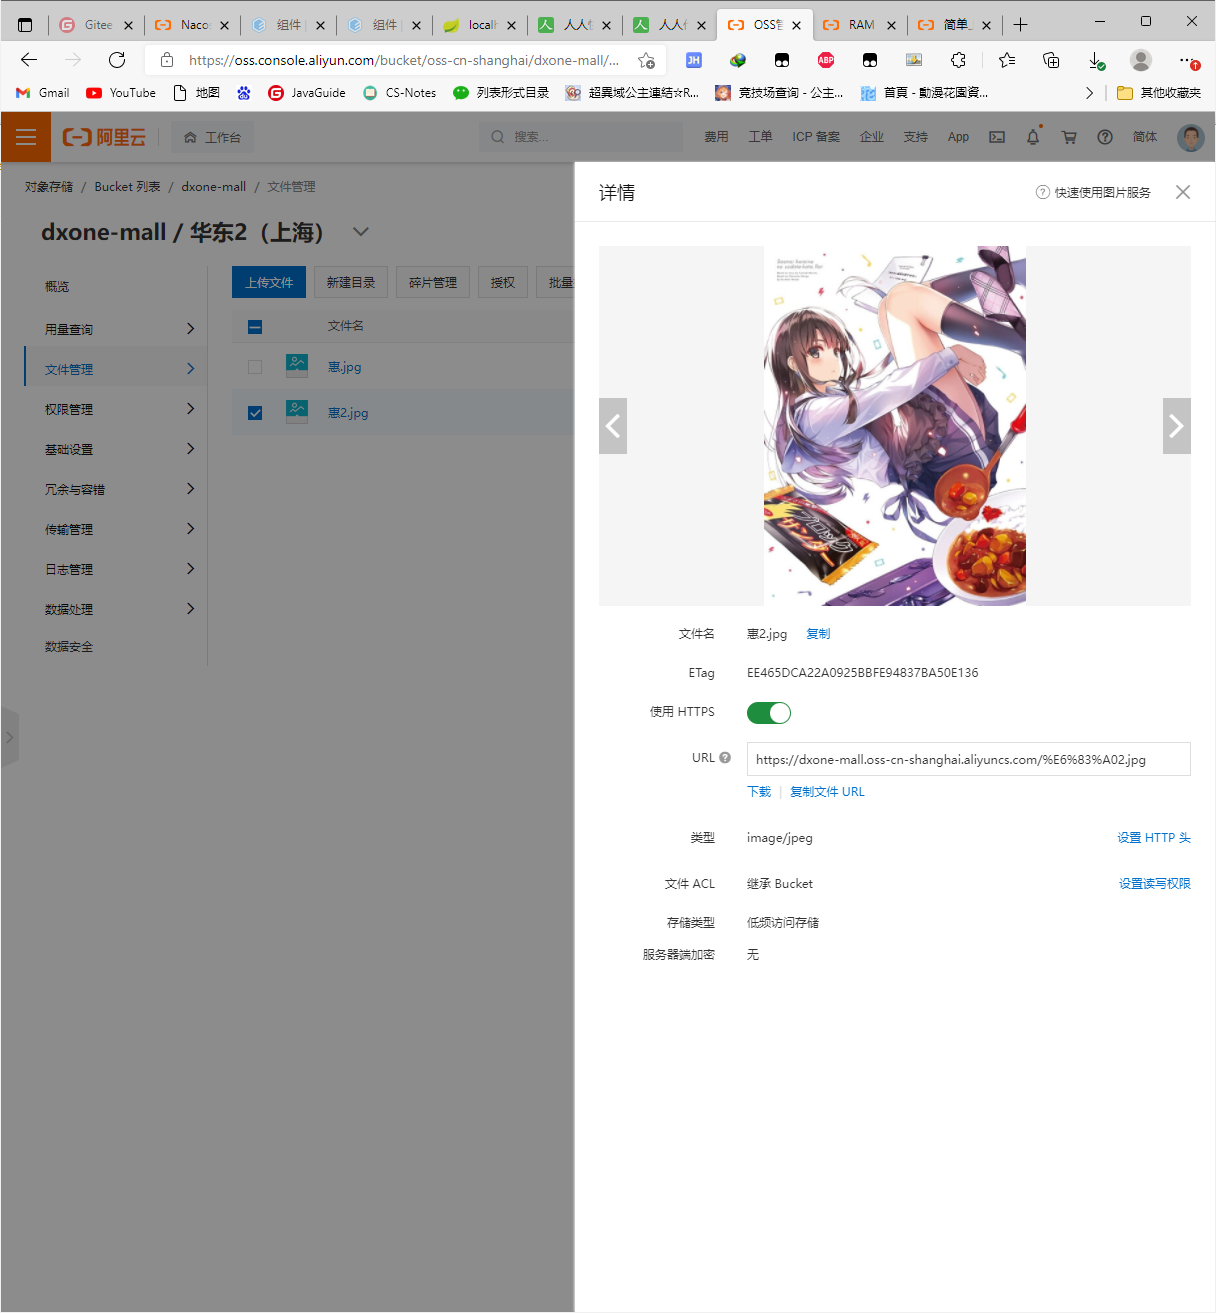 Gitee
Naco
组件
组件
localh
人人
人人
OSS
RAM
简单
https://oss.console.aliyun.com/bucket/oss-cn-shanghai/dxone-mall/...
Gmail
YouTube
地图
JavaGuide
CS-Notes
列表形式目录
超異域公主連結☆R...
竞技场查询 - 公主...
首頁 - 動漫花園資...
其他收藏夹
阿里云
工作台
搜索...
费用
工单
ICP 备案
企业
支持
App
简体
对象存储 / Bucket 列表 / dxone-mall / 文件管理
dxone-mall / 华东2（上海）
概览
用量查询
文件管理
权限管理
基础设置
冗余与容错
传输管理
日志管理
数据处理
数据安全
上传文件
新建目录
碎片管理
授权
批量
文件名
惠.jpg
惠2.jpg
详情
快速使用图片服务
文件名 惠2.jpg 复制
ETag EE465DCA22A0925BBFE94837BA50E136
使用 HTTPS
URL https://dxone-mall.oss-cn-shanghai.aliyuncs.com/%E6%83%A02.jpg
下载 | 复制文件 URL
类型 image/jpeg 设置 HTTP 头
文件 ACL 继承 Bucket 设置读写权限
存储类型 低频访问存储
服务器端加密 无